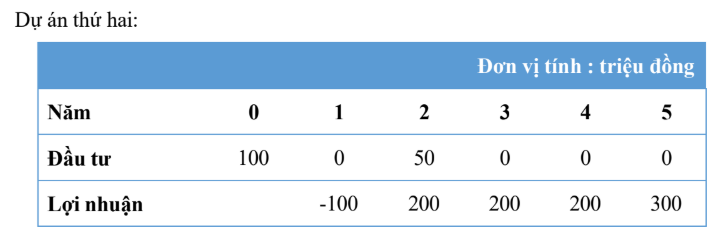 Dự án thứ hai:
Đơn vị tính : triệu đồng
Năm 0 1 2 3 4 5
Đầu tư 100 0 50 0 0 0
Lợi nhuận -100 200 200 200 300